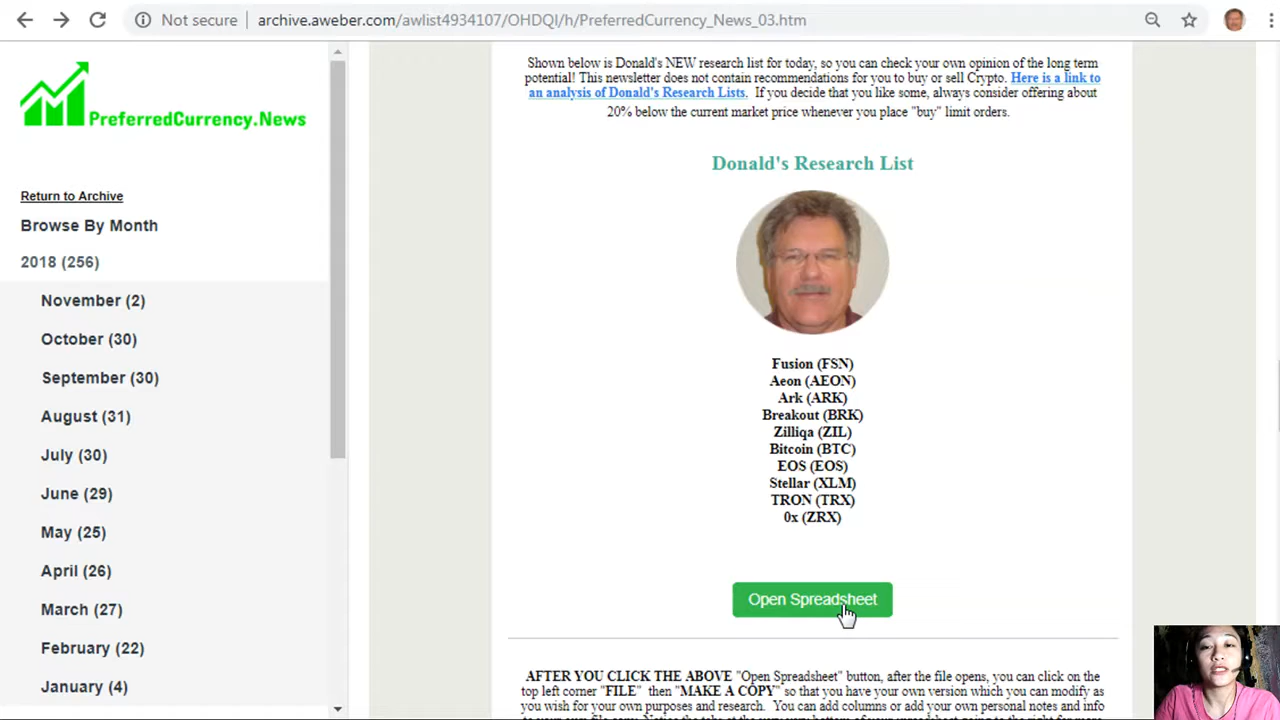 Not secure
archive.aweber.com/awlist4934107/OHDQI/h/PreferredCurrency_News_03.htm
PreferredCurrency.News
Return to Archive
Browse By Month
2018 (256)
November (2)
October (30)
September (30)
August (31)
July (30)
June (29)
May (25)
April (26)
March (27)
February (22)
January (4)
Shown below is Donald's NEW research list for today, so you can check your own opinion of the long term
potential! This newsletter does not contain recommendations for you to buy or sell Crypto. Here is a link to
an analysis of Donald's Research Lists. If you decide that you like some, always consider offering about
20% below the current market price whenever you place "buy" limit orders.
Donald's Research List
Fusion (FSN)
Aeon (AEON)
Ark (ARK)
Breakout (BRK)
Zilliqa (ZIL)
Bitcoin (BTC)
EOS (EOS)
Stellar (XLM)
TRON (TRX)
0x (ZRX)
Open Spreadsheet
AFTER YOU CLICK THE ABOVE "Open Spreadsheet" button, after the file opens, you can click on the
top left corner "FILE" then "MAKE A COPY" so that you have your own version which you can modify as
you wish for your own purposes and research. You can add columns or add your own personal notes and info